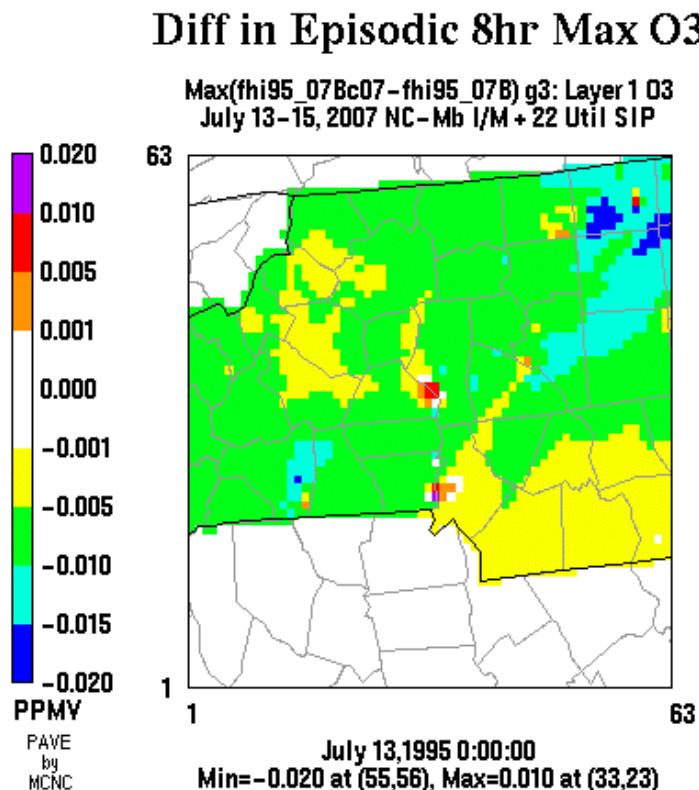 Diff in Episodic 8hr Max O3
Max(fhi95_07Bc07-fhi95_07B) g3: Layer 1 O3
July 13-15, 2007 NC-Mb I/M + 22 Util SIP
0.020
0.010
0.005
0.001
0.000
-0.001
-0.005
-0.010
-0.015
-0.020
PPMV
PAVE
by
MCNC
63
1
1
63
July 13,1995 0:00:00
Min=-0.020 at (55,56), Max=0.010 at (33,23)